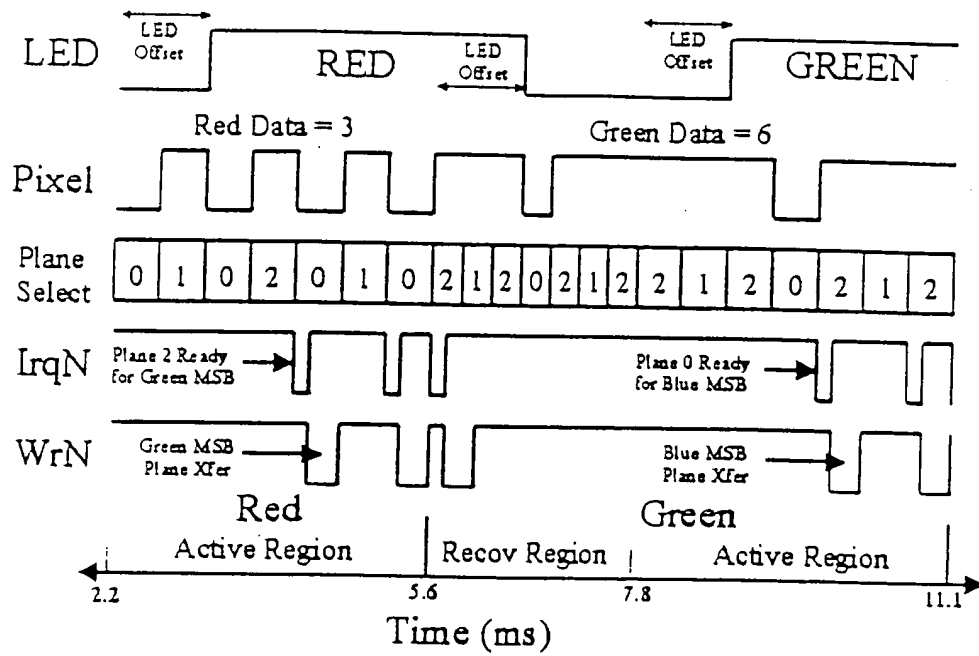 LED
LED
Offset
RED
LED
Offset
LED
Offset
GREEN
Red Data = 3
Green Data = 6
Pixel
Plane
Select
0 1 0 2 0 1 0 2 1 2 0 2 1 2 2 1 2 0 2 1 2
IrqN
Plane 2 Ready
for Green MSB
Plane 0 Ready
for Blue MSB
WrN
Green MSB
Plane Xfer
Blue MSB
Plane Xfer
Red
Green
Active Region
Recov Region
Active Region
2.2
5.6
7.8
11.1
Time (ms)